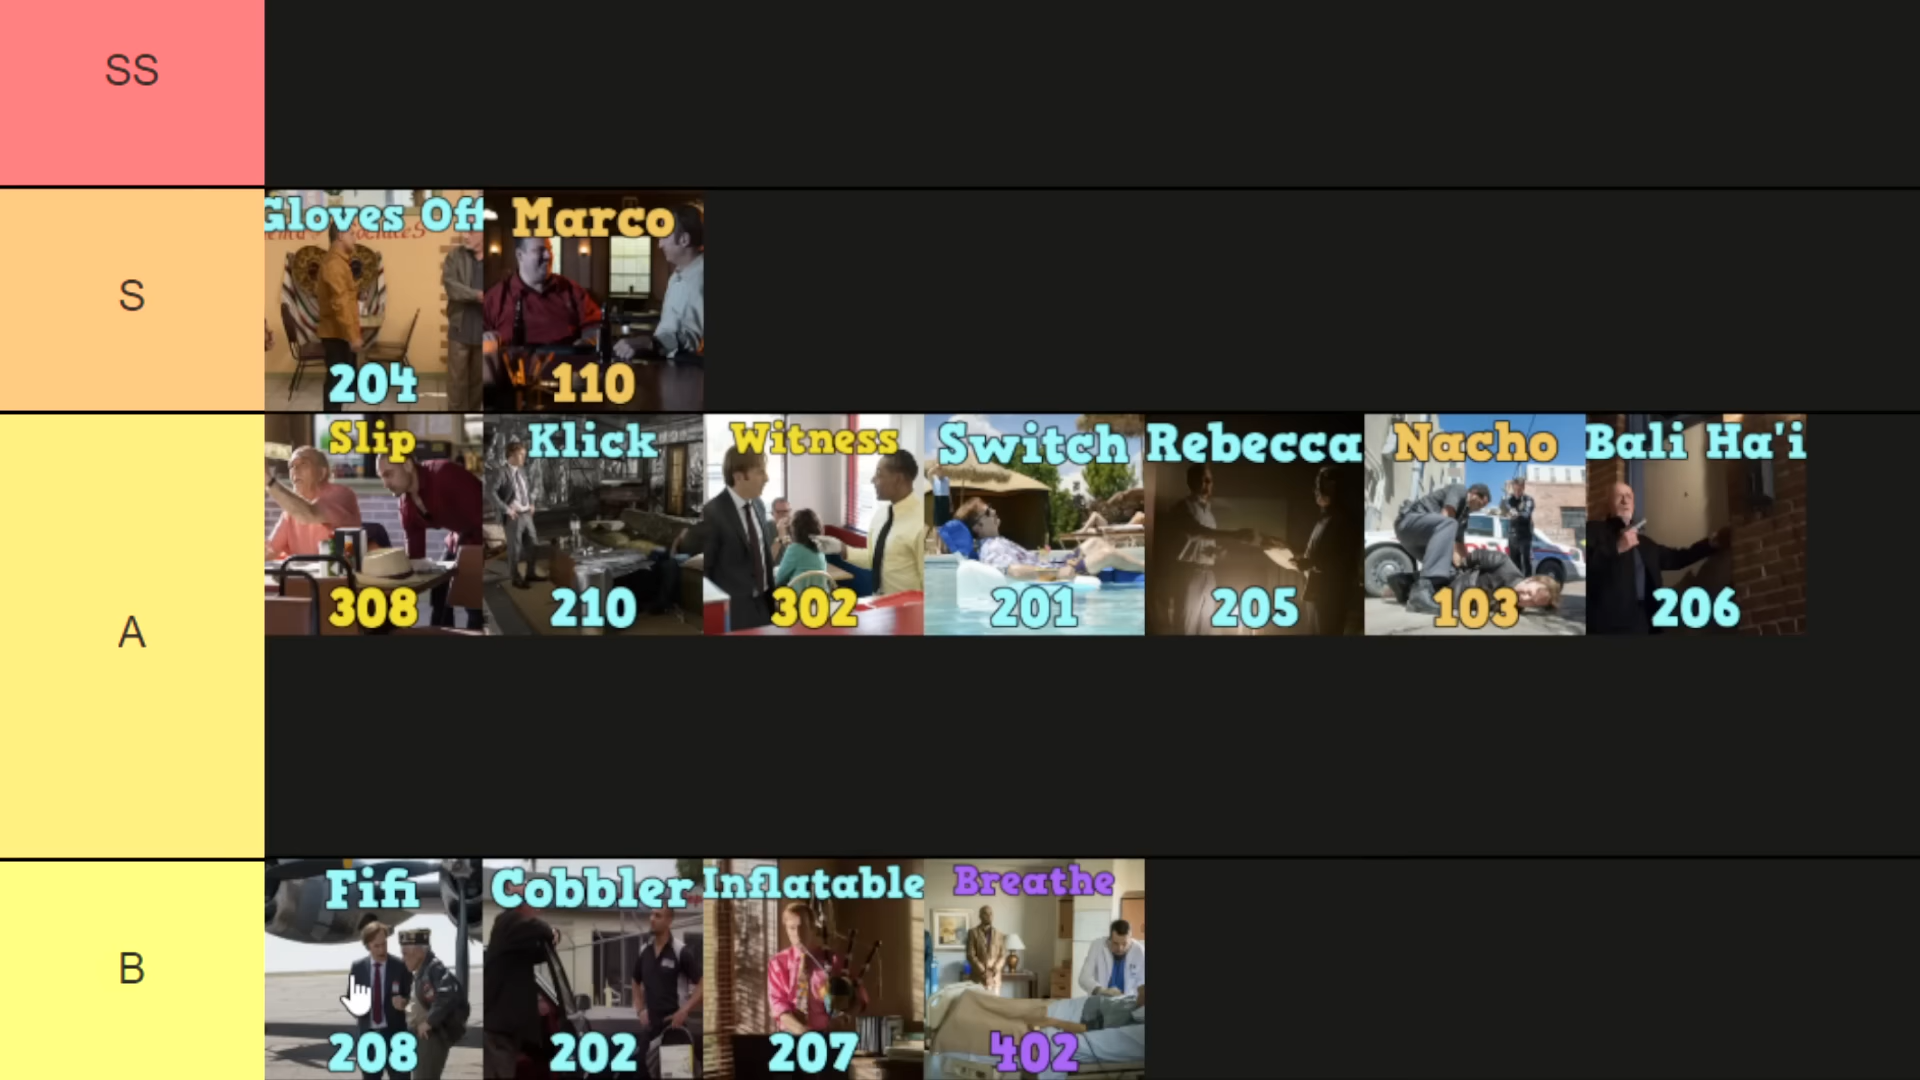 SS
S
Gloves Off
204
Marco
110
A
Slip
308
Klick
210
Witness
302
Switch
201
Rebecca
205
Nacho
103
Bali Ha'i
206
B
Fifi
208
Cobbler
202
Inflatable
207
Breathe
402